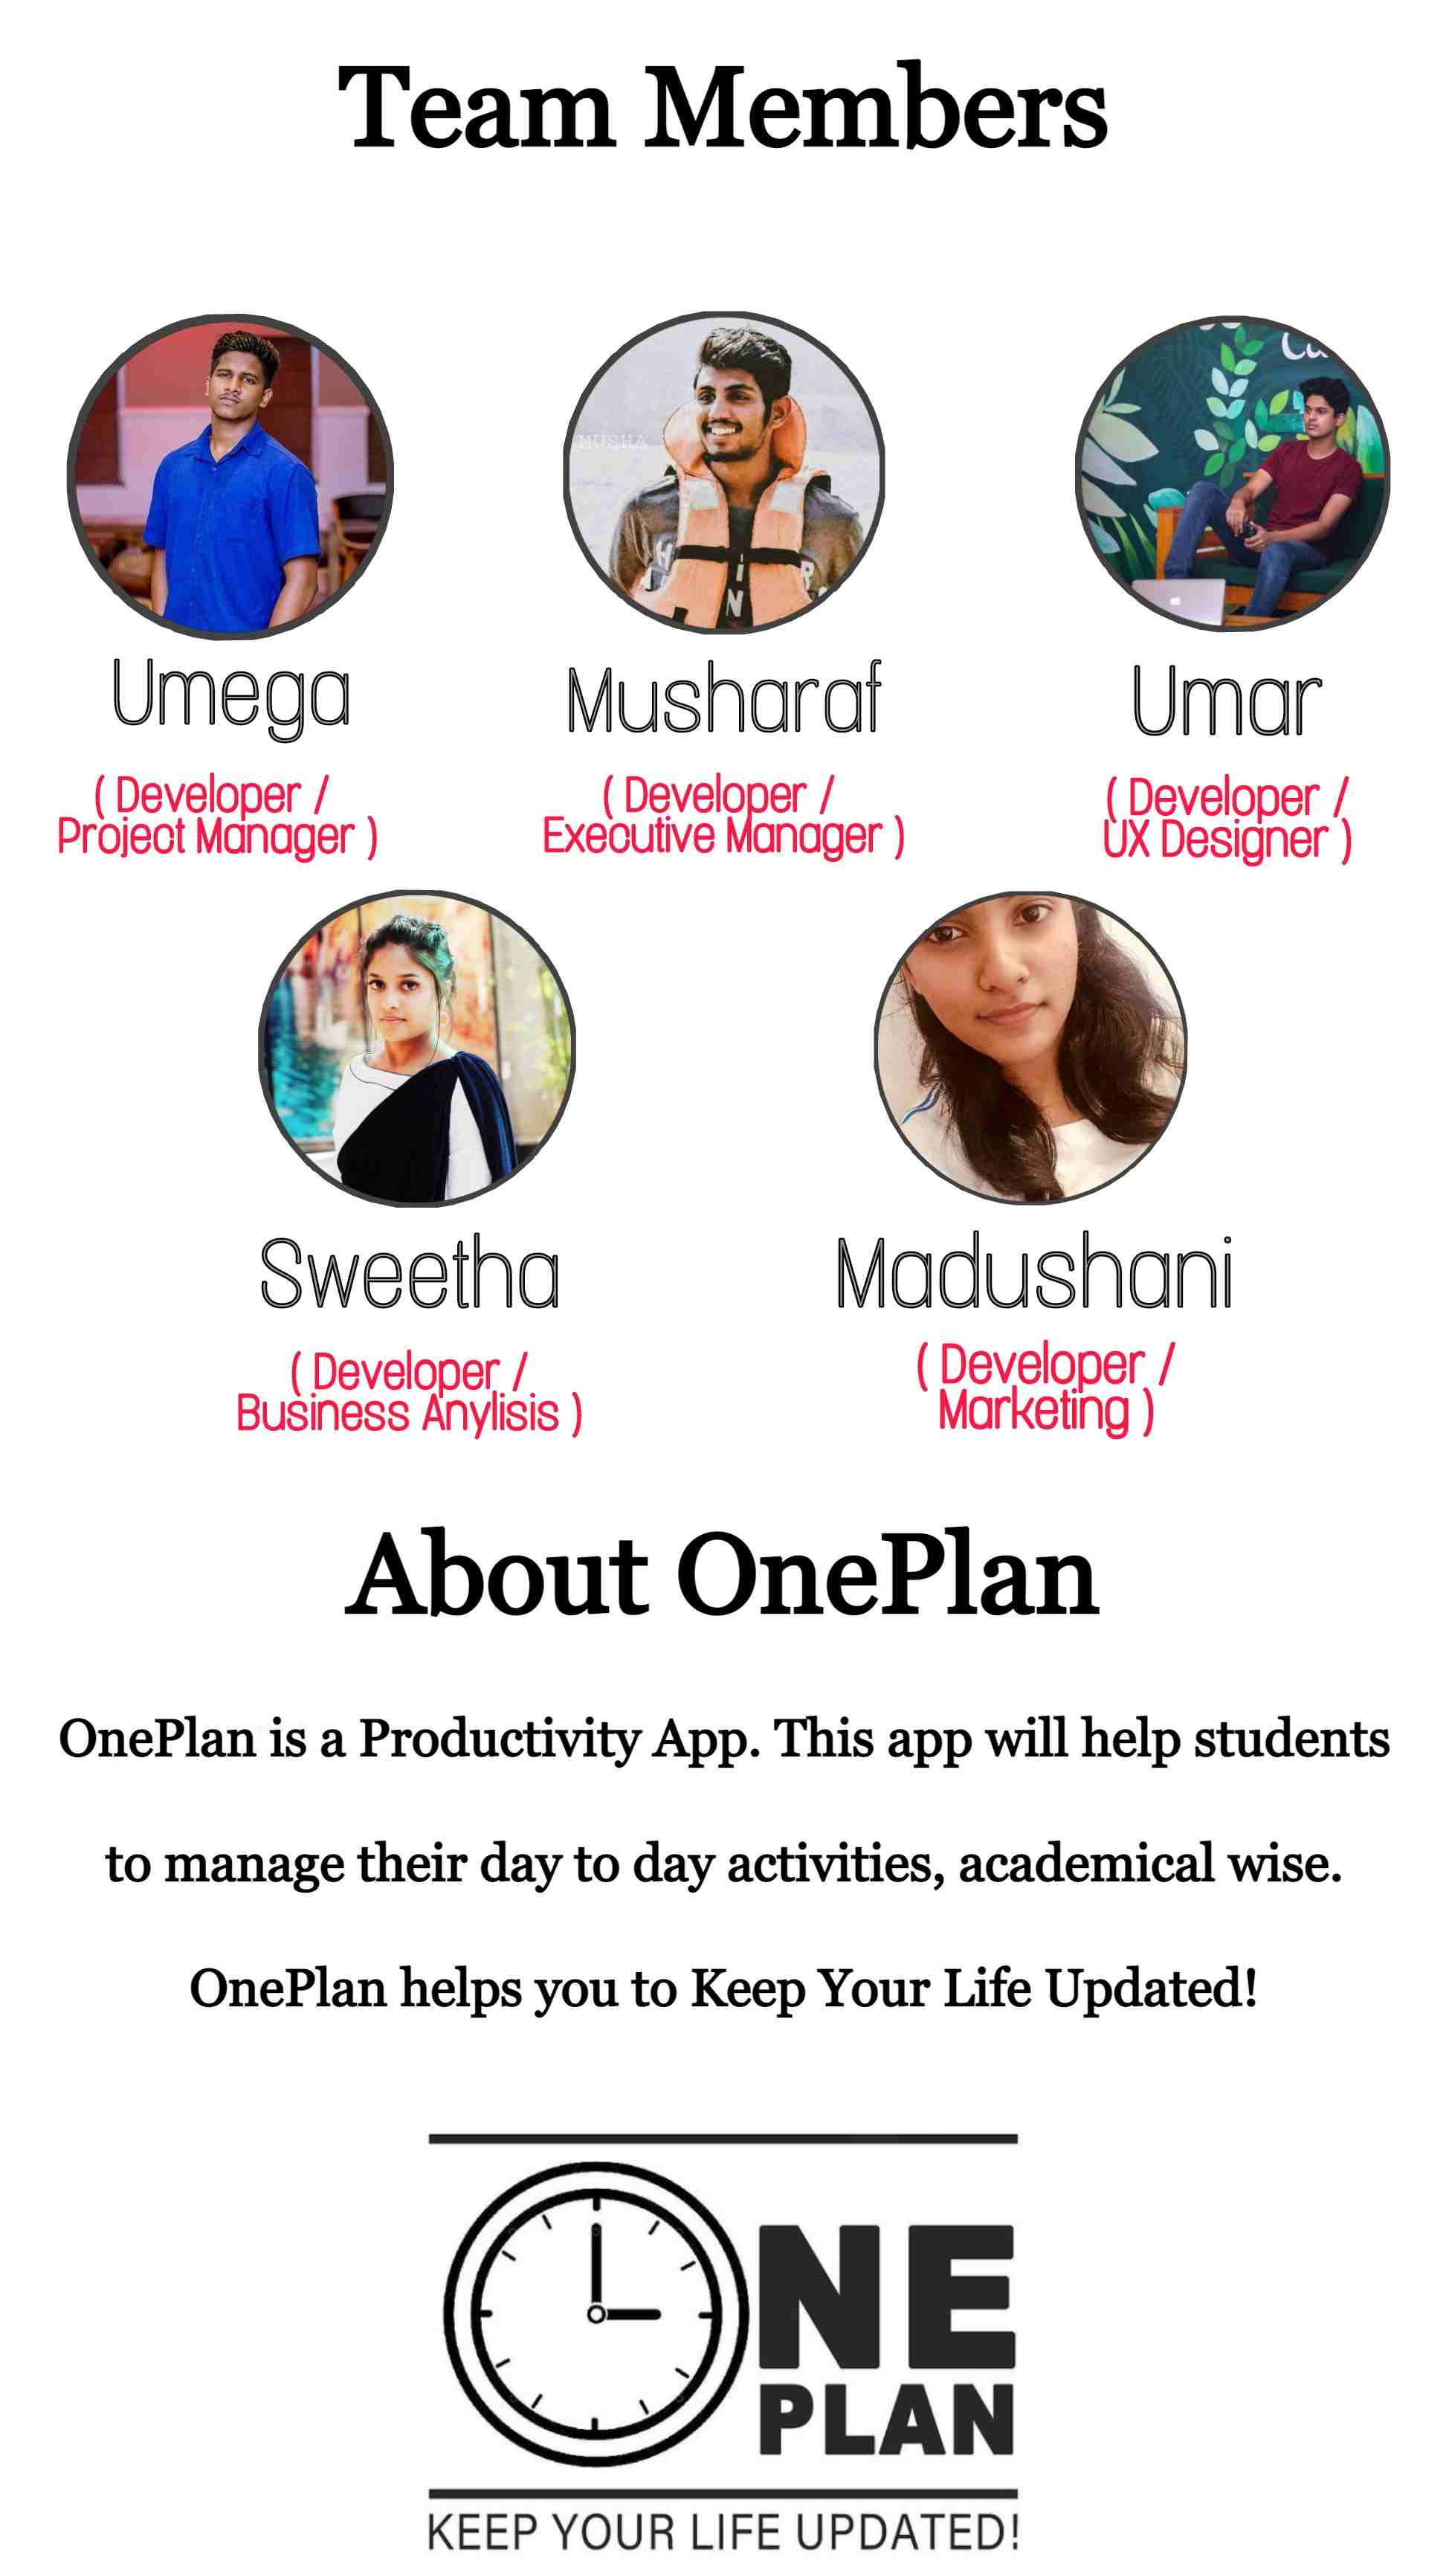 Team Members
MUSHA
Umega
Musharaf
Umar
( Developer /
Project Manager )
( Developer /
Executive Manager )
( Developer /
UX Designer )
Sweetha
Madushani
( Developer /
Business Anylisis )
( Developer /
Marketing )
About OnePlan
OnePlan is a Productivity App. This app will help students
to manage their day to day activities, academical wise.
OnePlan helps you to Keep Your Life Updated!
NE
PLAN
KEEP YOUR LIFE UPDATED!